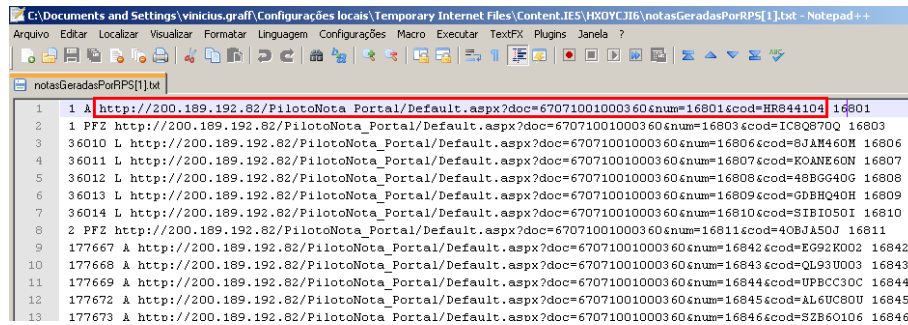 C:\Documents and Settings\vinicius.graff\Configurações locais\Temporary Internet Files\Content.IE5\HXOYCJI6\notasGeradasPorRPS[1].txt - Notepad++
Arquivo Editar Localizar Visualizar Formatar Linguagem Configurações Macro Executar TextFX Plugins Janela ?
notasGeradasPorRPS[1].txt
1 1 A http://200.189.192.82/PilotoNota_Portal/Default.aspx?doc=67071001000360&num=16801&cod=HR844104 16801
2 1 PFZ http://200.189.192.82/PilotoNota_Portal/Default.aspx?doc=67071001000360&num=16803&cod=IC8Q870Q 16803
3 36010 L http://200.189.192.82/PilotoNota_Portal/Default.aspx?doc=67071001000360&num=16806&cod=8JAM460M 16806
4 36011 L http://200.189.192.82/PilotoNota_Portal/Default.aspx?doc=67071001000360&num=16807&cod=KOANE60N 16807
5 36012 L http://200.189.192.82/PilotoNota_Portal/Default.aspx?doc=67071001000360&num=16808&cod=48BGG40G 16808
6 36013 L http://200.189.192.82/PilotoNota_Portal/Default.aspx?doc=67071001000360&num=16809&cod=GDBHQ40H 16809
7 36014 L http://200.189.192.82/PilotoNota_Portal/Default.aspx?doc=67071001000360&num=16810&cod=SIBIO50I 16810
8 2 PFZ http://200.189.192.82/PilotoNota_Portal/Default.aspx?doc=67071001000360&num=16811&cod=4OBJA50J 16811
9 177667 A http://200.189.192.82/PilotoNota_Portal/Default.aspx?doc=67071001000360&num=16842&cod=EG92K002 16842
10 177668 A http://200.189.192.82/PilotoNota_Portal/Default.aspx?doc=67071001000360&num=16843&cod=QL93U003 16843
11 177669 A http://200.189.192.82/PilotoNota_Portal/Default.aspx?doc=67071001000360&num=16844&cod=UPBCC30C 16844
12 177672 A http://200.189.192.82/PilotoNota_Portal/Default.aspx?doc=67071001000360&num=16845&cod=AL6UC80U 16845
13 177673 A http://200.189.192.82/PilotoNota_Portal/Default.aspx?doc=67071001000360&num=16846&cod=SZB60106 16846